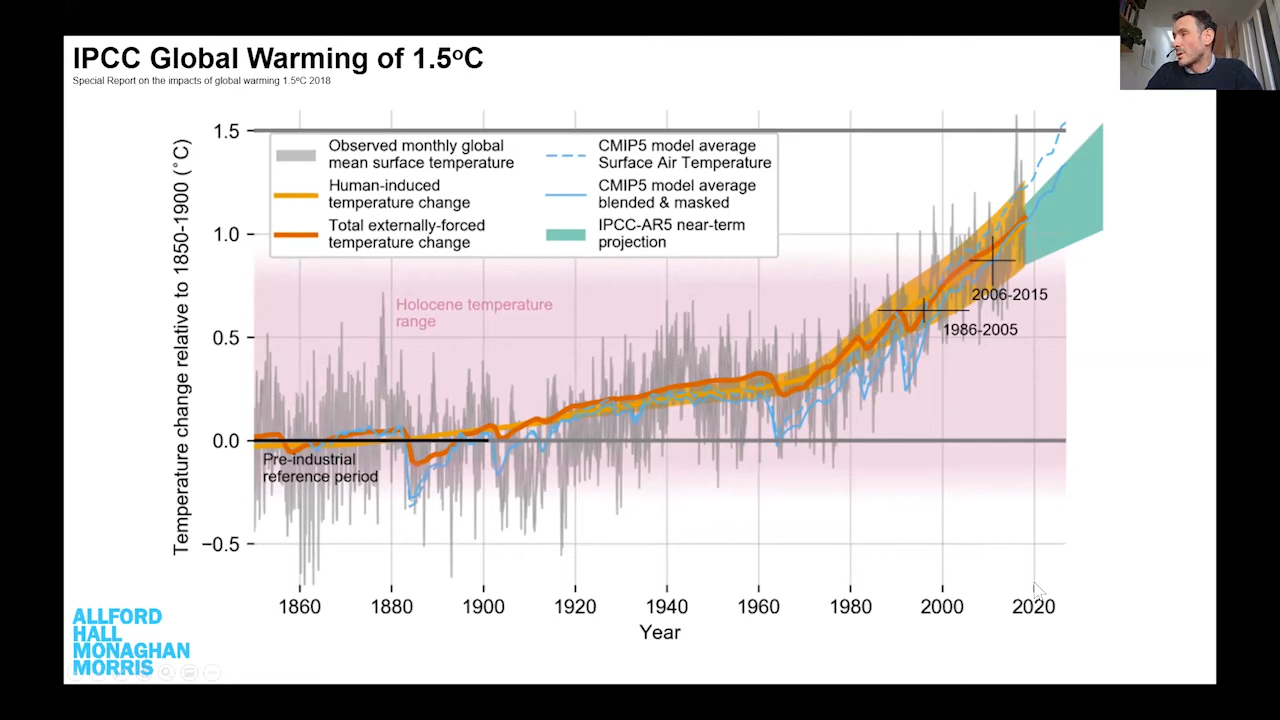 IPCC Global Warming of 1.5ºC
Special Report on the impacts of global warming 1.5ºC 2018
Temperature change relative to 1850-1900 (°C)
1.5
1.0
0.5
0.0
−0.5
Observed monthly global
mean surface temperature
Human-induced
temperature change
Total externally-forced
temperature change
CMIP5 model average
Surface Air Temperature
CMIP5 model average
blended & masked
IPCC-AR5 near-term
projection
Holocene temperature
range
2006-2015
1986-2005
Pre-industrial
reference period
1860
1880
1900
1920
1940
1960
1980
2000
2020
Year
ALLFORD
HALL
MONAGHAN
MORRIS